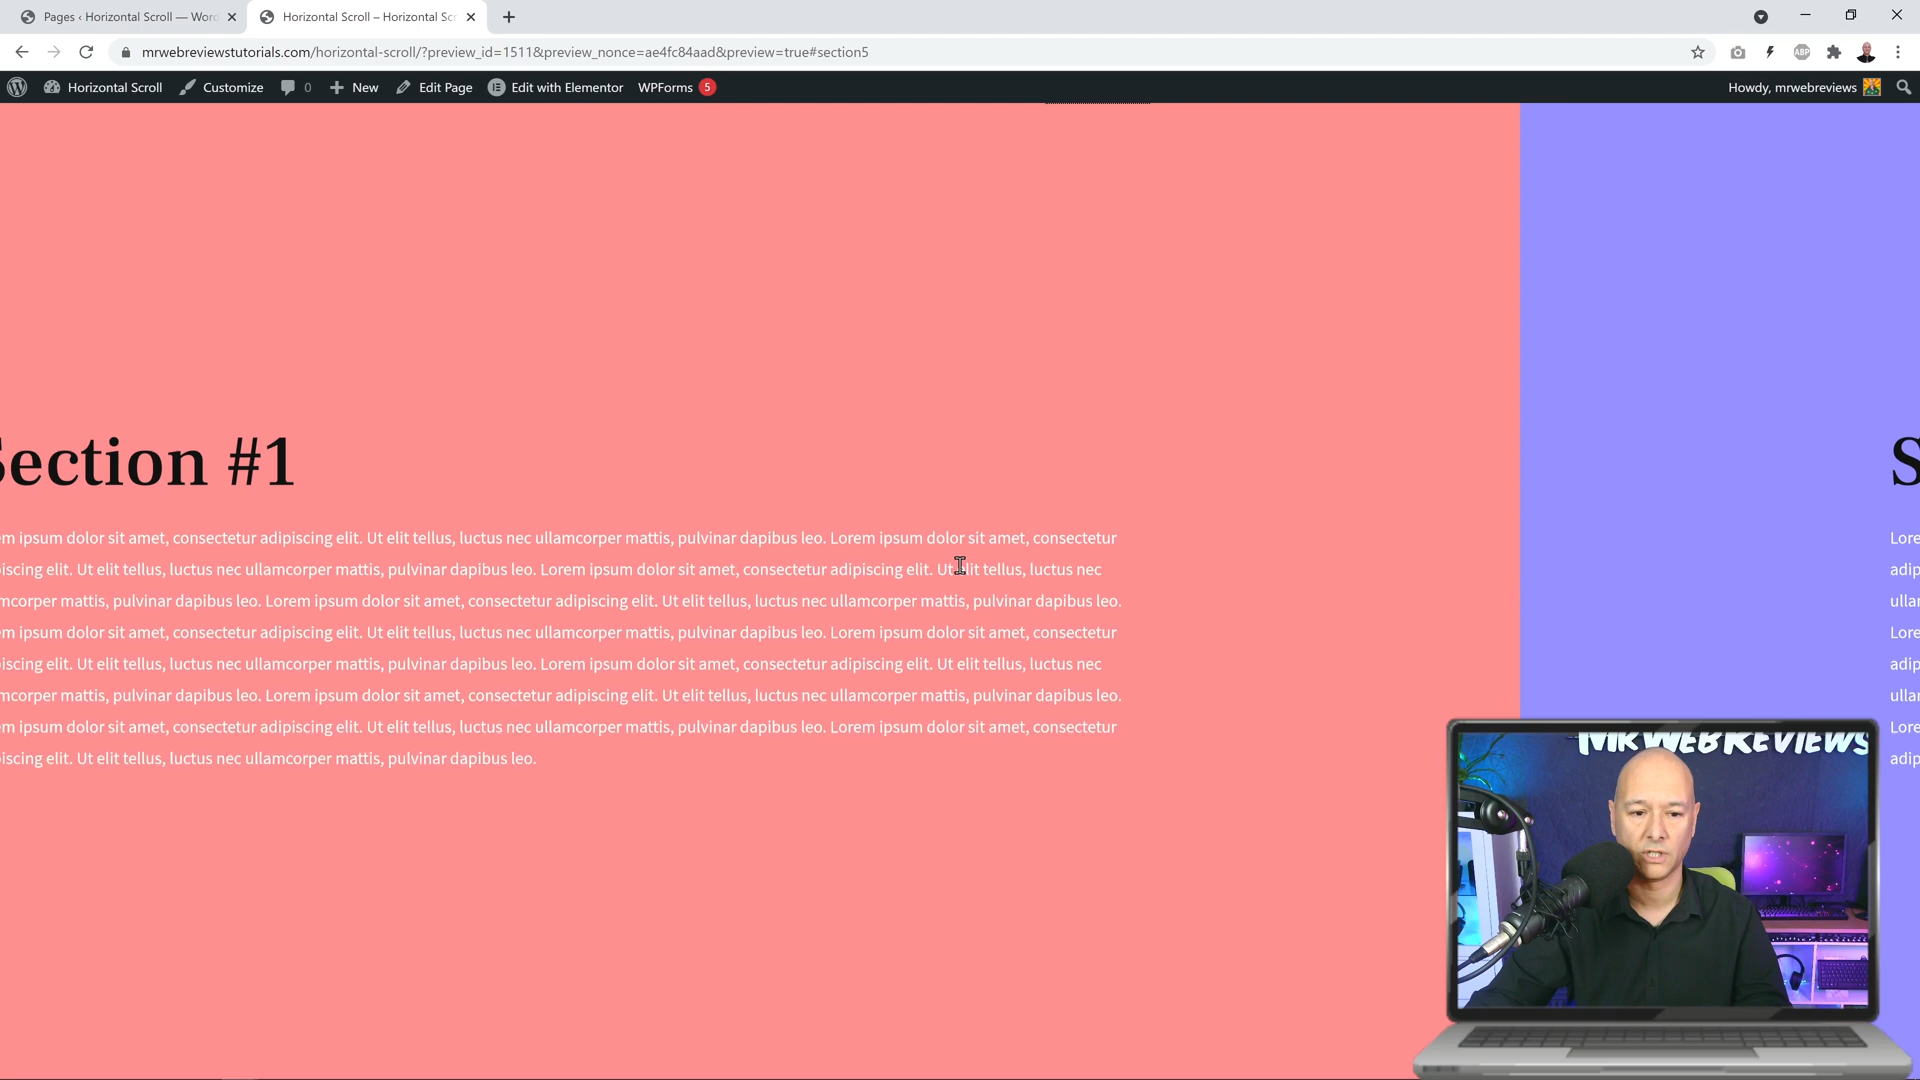 Pages ‹ Horizontal Scroll — Word
Horizontal Scroll – Horizontal Scr
mrwebreviewstutorials.com/horizontal-scroll/?preview_id=1511&preview_nonce=ae4fc84aad&preview=true#section5
ABP
Horizontal Scroll
Customize
0
New
Edit Page
Edit with Elementor
WPForms 5
Howdy, mrwebreviews
Section #1
S
em ipsum dolor sit amet, consectetur adipiscing elit. Ut elit tellus, luctus nec ullamcorper mattis, pulvinar dapibus leo. Lorem ipsum dolor sit amet, consectetur
iscing elit. Ut elit tellus, luctus nec ullamcorper mattis, pulvinar dapibus leo. Lorem ipsum dolor sit amet, consectetur adipiscing elit. Ut elit tellus, luctus nec
mcorper mattis, pulvinar dapibus leo. Lorem ipsum dolor sit amet, consectetur adipiscing elit. Ut elit tellus, luctus nec ullamcorper mattis, pulvinar dapibus leo.
em ipsum dolor sit amet, consectetur adipiscing elit. Ut elit tellus, luctus nec ullamcorper mattis, pulvinar dapibus leo. Lorem ipsum dolor sit amet, consectetur
iscing elit. Ut elit tellus, luctus nec ullamcorper mattis, pulvinar dapibus leo. Lorem ipsum dolor sit amet, consectetur adipiscing elit. Ut elit tellus, luctus nec
mcorper mattis, pulvinar dapibus leo. Lorem ipsum dolor sit amet, consectetur adipiscing elit. Ut elit tellus, luctus nec ullamcorper mattis, pulvinar dapibus leo.
em ipsum dolor sit amet, consectetur adipiscing elit. Ut elit tellus, luctus nec ullamcorper mattis, pulvinar dapibus leo. Lorem ipsum dolor sit amet, consectetur
iscing elit. Ut elit tellus, luctus nec ullamcorper mattis, pulvinar dapibus leo.
Lore
adip
ullar
Lore
adip
ullar
Lore
adip
MR WEB REVIEWS